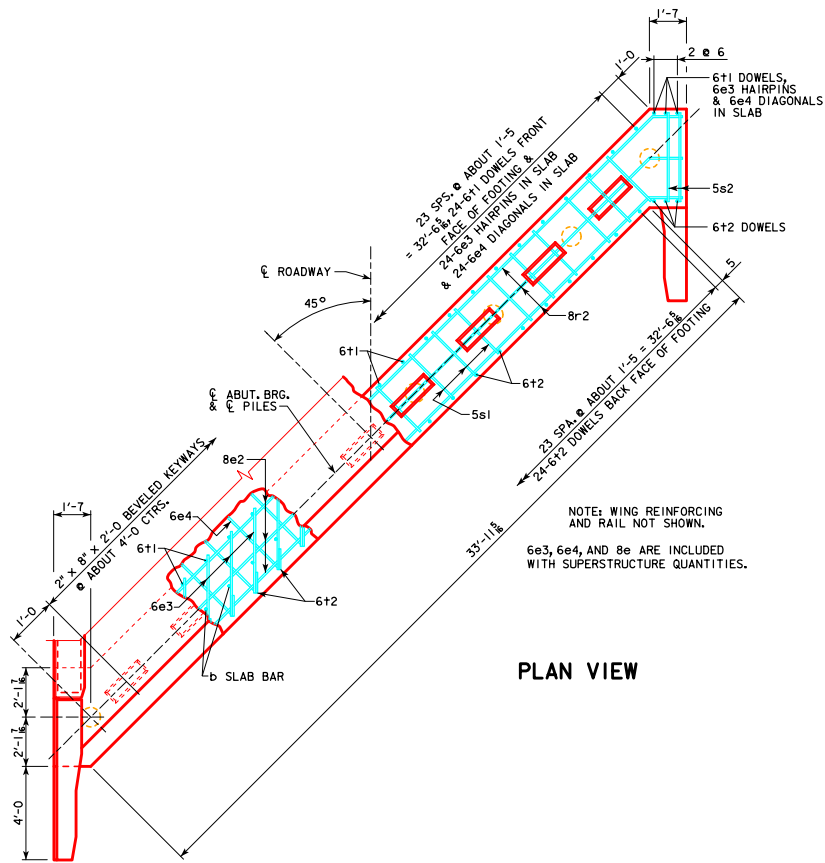 1'-7
2 @ 6
1'-0
6t1 DOWELS,
6e3 HAIRPINS
& 6e4 DIAGONALS
IN SLAB
23 SPS. @ ABOUT 1'-5
= 32'-6 5/16, 24-6t1 DOWELS FRONT
FACE OF FOOTING &
24-6e3 HAIRPINS IN SLAB
& 24-6e4 DIAGONALS IN SLAB
5s2
6t2 DOWELS
℄ ROADWAY
45°
5
8r2
6t1
6t2
5s1
℄ ABUT. BRG.
& ℄ PILES
23 SPA. @ ABOUT 1'-5 = 32'-6 5/16
24-6t2 DOWELS BACK FACE OF FOOTING
8e2
2" X 8" X 2'-0 BEVELED KEYWAYS
@ ABOUT 4'-0 CTRS.
1'-7
6e4
6t1
6e3
6t2
b SLAB BAR
1'-0
33'-11 5/16
NOTE: WING REINFORCING
AND RAIL NOT SHOWN.
6e3, 6e4, AND 8e ARE INCLUDED
WITH SUPERSTRUCTURE QUANTITIES.
2'-1 7/16
2'-1 7/16
4'-0
PLAN VIEW